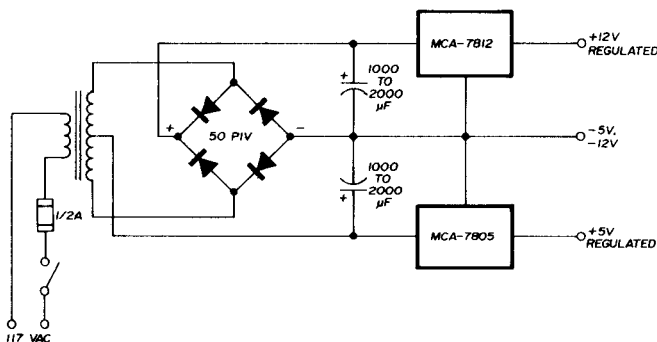 MCA-7812
+12V
REGULATED
+
1000
TO
2000
µF
+
50 PIV
−
−5V,
−12V
1000
TO
2000
µF
+
1/2A
MCA-7805
+5V
REGULATED
117 VAC